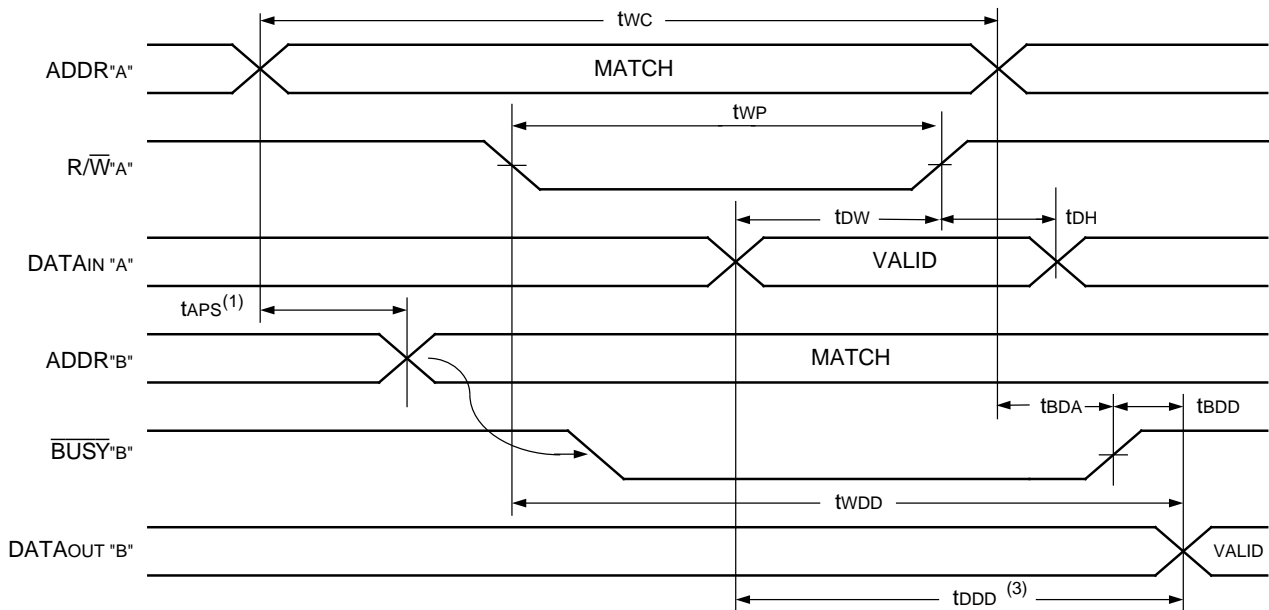 tWC
ADDR"A"
MATCH
tWP
R/W̅"A"
tDW
tDH
DATAIN "A"
VALID
tAPS(1)
ADDR"B"
MATCH
tBDA
tBDD
B̅U̅S̅Y̅"B"
tWDD
DATAOUT "B"
VALID
tDDD (3)